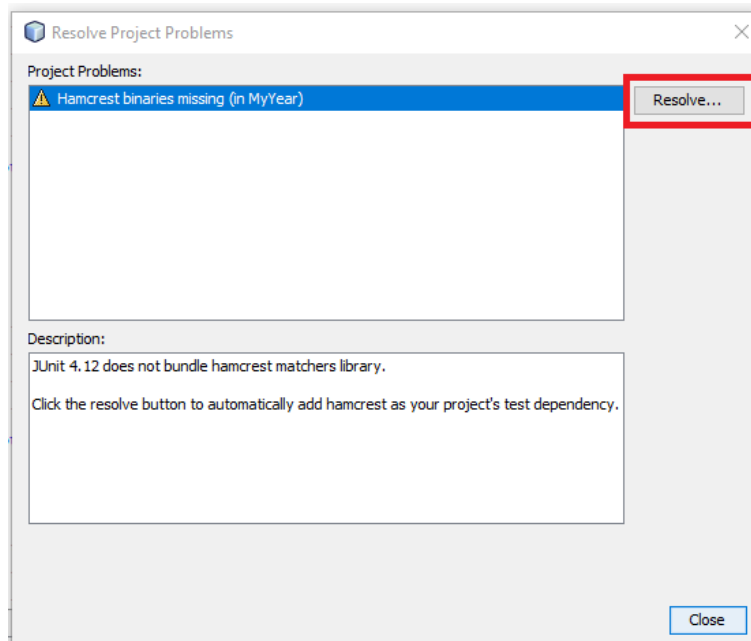 Resolve Project Problems
Project Problems:
Hamcrest binaries missing (in MyYear)
Resolve...
Description:
JUnit 4.12 does not bundle hamcrest matchers library.
Click the resolve button to automatically add hamcrest as your project's test dependency.
Close